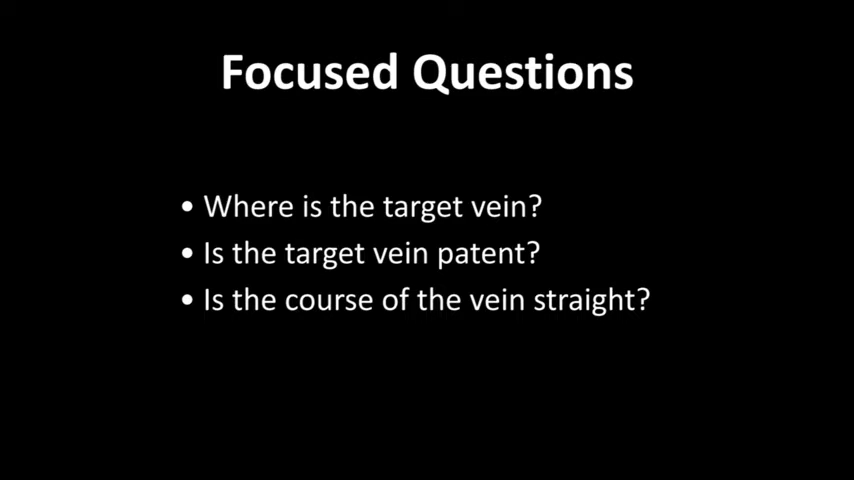 Focused Questions
• Where is the target vein?
• Is the target vein patent?
• Is the course of the vein straight?